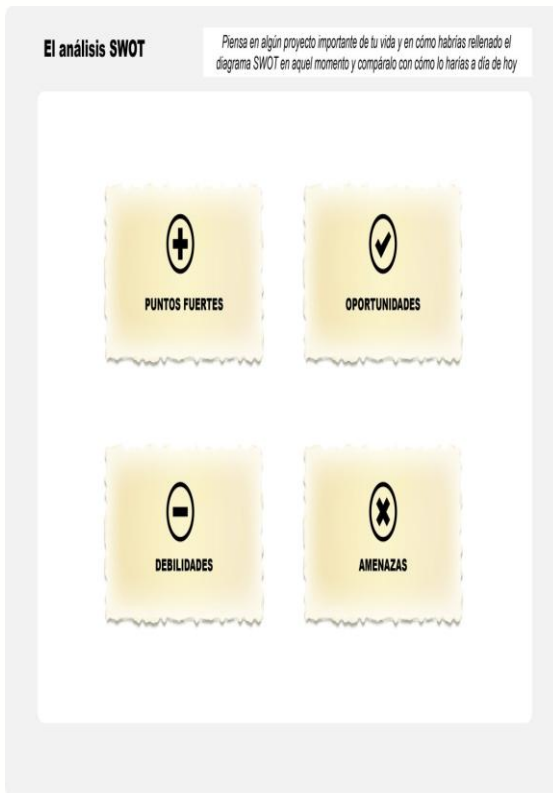 El análisis SWOT
Piensa en algún proyecto importante de tu vida y en cómo habrías rellenado el
diagrama SWOT en aquel momento y compáralo con cómo lo harías a día de hoy
PUNTOS FUERTES
OPORTUNIDADES
DEBILIDADES
AMENAZAS